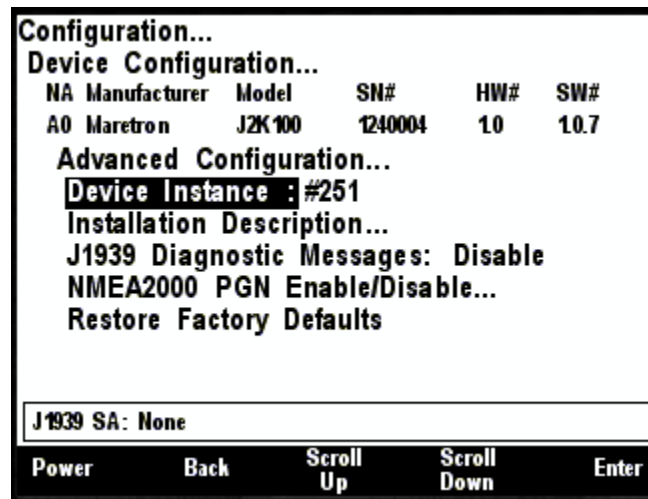 Configuration...
Device Configuration...
NA Manufacturer Model SN# HW# SW#
A0 Maretron J2K100 1240004 1.0 1.0.7
Advanced Configuration...
Device Instance : #251
Installation Description...
J1939 Diagnostic Messages: Disable
NMEA2000 PGN Enable/Disable...
Restore Factory Defaults
J1939 SA: None
Power Back Scroll Up Scroll Down Enter